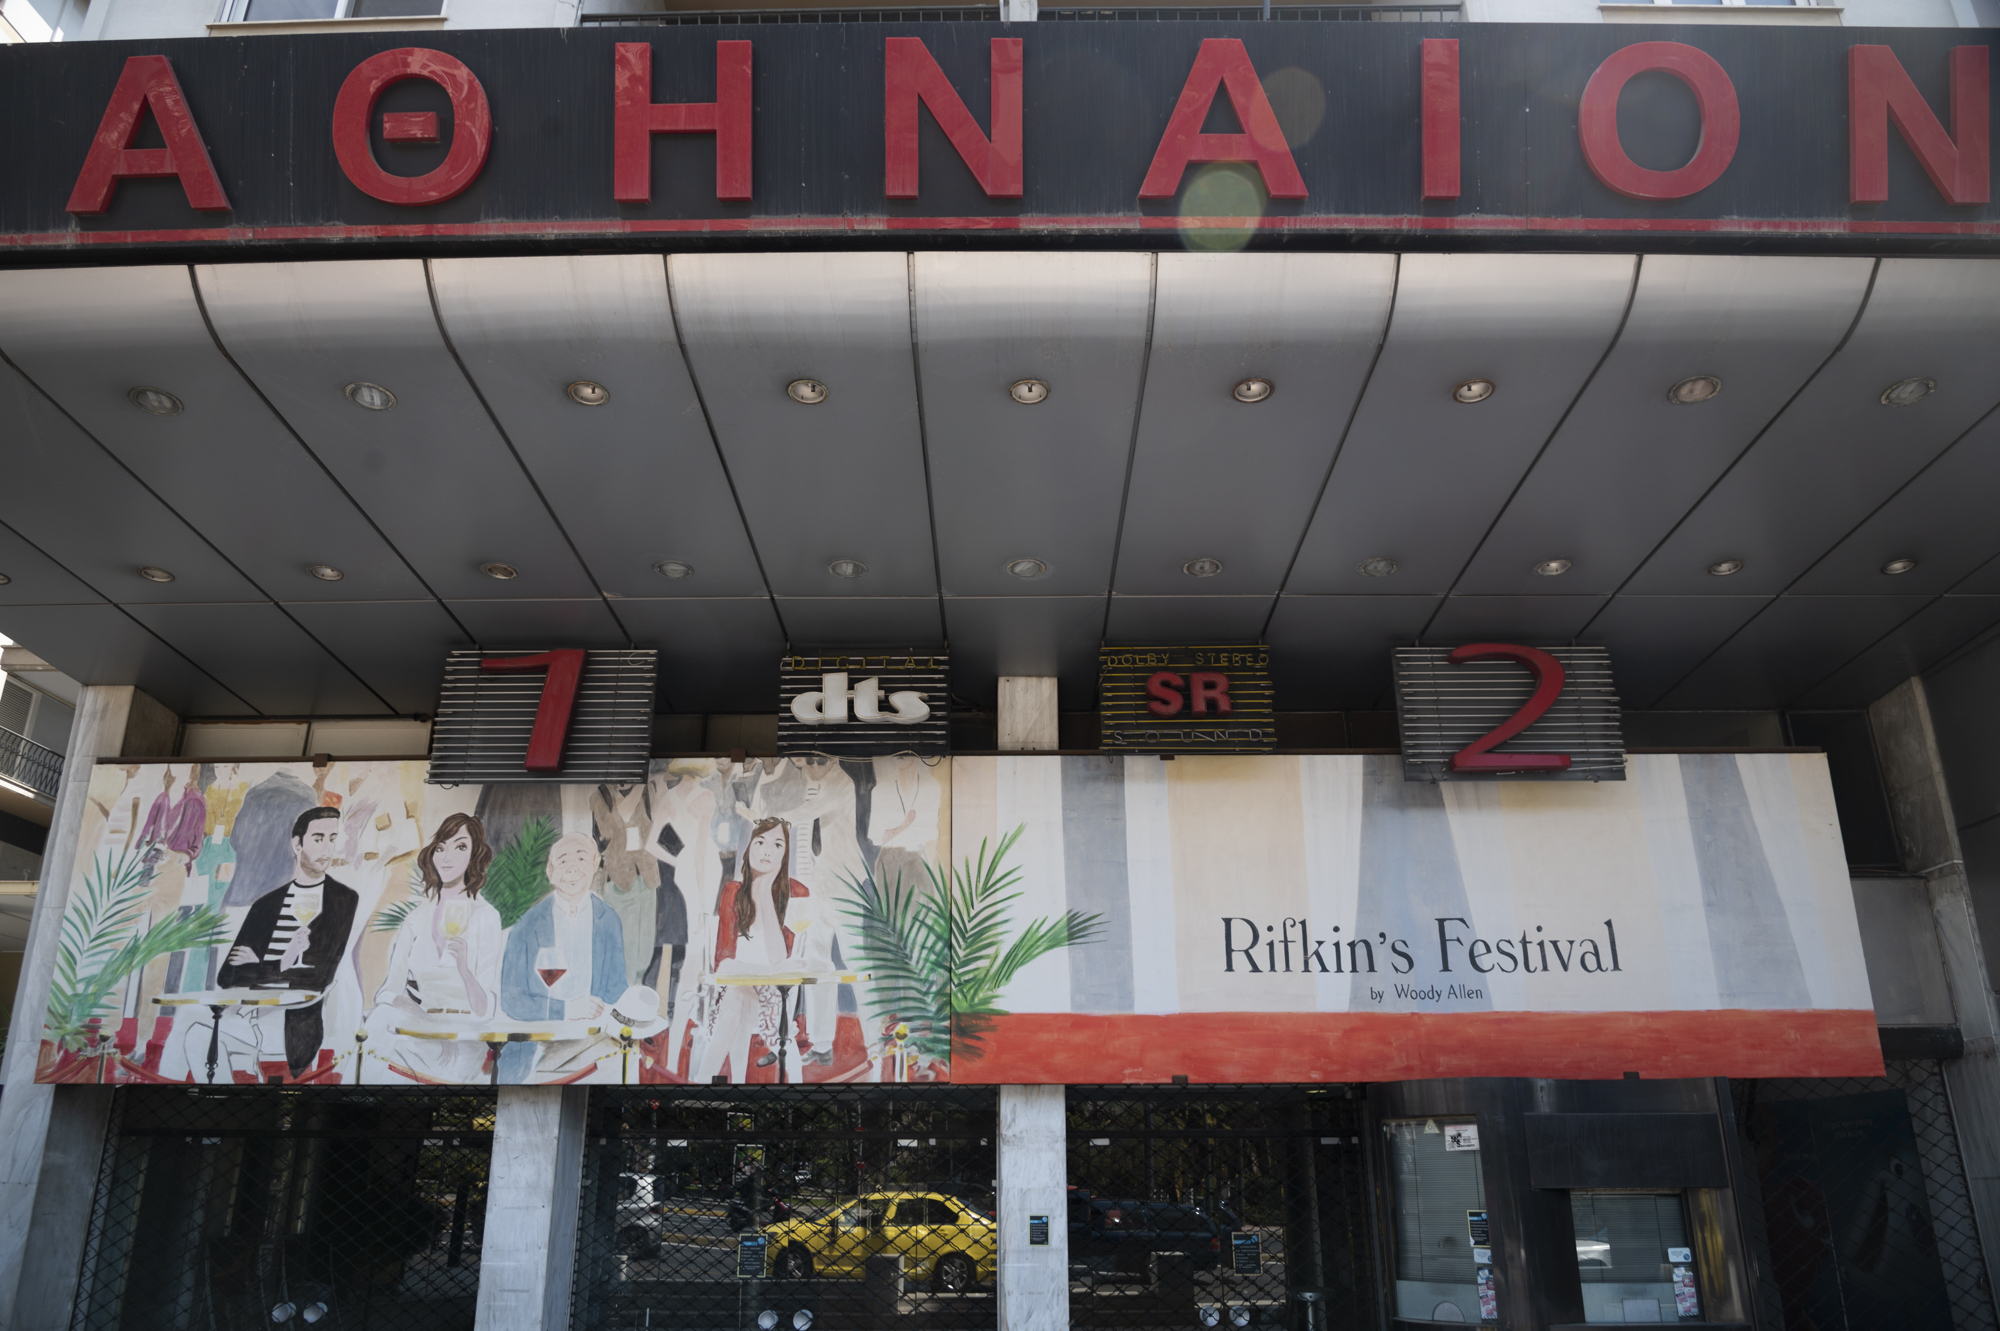 ΑΘΗΝΑΙΟΝ
1
DIGITAL
dts
DOLBY STEREO
SR
SOUND
2
Rifkin's Festival
by Woody Allen